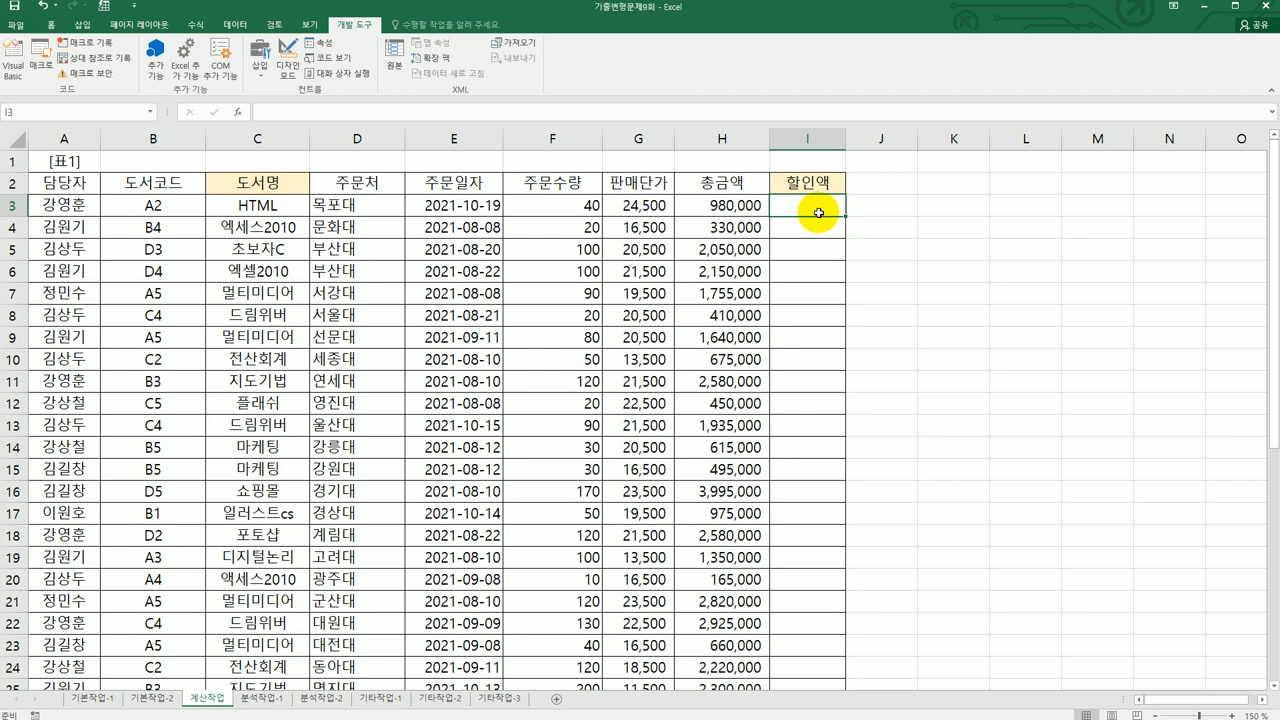 기출변형문제9회 - Excel
파일 홈 삽입 페이지 레이아웃 수식 데이터 검토 보기 개발 도구 수행할 작업을 알려 주세요. 공유
Visual Basic 매크로 매크로 기록 상대 참조로 기록 매크로 보안 추가 기능 Excel 추가 기능 COM 추가 기능 삽입 디자인 모드 속성 코드 보기 대화 상자 실행 원본 맵 속성 확장 팩 데이터 새로 고침 가져오기 내보내기
코드 추가 기능 컨트롤 XML
I3 fx
A B C D E F G H I J K L M N O
1 [표1]
2 담당자 도서코드 도서명 주문처 주문일자 주문수량 판매단가 총금액 할인액
3 강영훈 A2 HTML 목포대 2021-10-19 40 24,500 980,000
4 김원기 B4 엑세스2010 문화대 2021-08-08 20 16,500 330,000
5 김상두 D3 초보자C 부산대 2021-08-20 100 20,500 2,050,000
6 김원기 D4 엑셀2010 부산대 2021-08-22 100 21,500 2,150,000
7 정민수 A5 멀티미디어 서강대 2021-08-08 90 19,500 1,755,000
8 김상두 C4 드림위버 서울대 2021-08-21 20 20,500 410,000
9 김원기 A5 멀티미디어 선문대 2021-09-11 80 20,500 1,640,000
10 김상두 C2 전산회계 세종대 2021-08-10 50 13,500 675,000
11 강영훈 B3 지도기법 연세대 2021-08-10 120 21,500 2,580,000
12 강상철 C5 플래쉬 영진대 2021-08-08 20 22,500 450,000
13 김상두 C4 드림위버 울산대 2021-10-15 90 21,500 1,935,000
14 강상철 B5 마케팅 강릉대 2021-08-12 30 20,500 615,000
15 김길창 B5 마케팅 강원대 2021-08-12 30 16,500 495,000
16 김길창 D5 쇼핑몰 경기대 2021-08-10 170 23,500 3,995,000
17 이원호 B1 일러스트cs 경상대 2021-10-14 50 19,500 975,000
18 강영훈 D2 포토샵 계림대 2021-08-22 120 21,500 2,580,000
19 김원기 A3 디지털논리 고려대 2021-08-10 100 13,500 1,350,000
20 김상두 A4 액세스2010 광주대 2021-09-08 10 16,500 165,000
21 정민수 A5 멀티미디어 군산대 2021-08-10 120 23,500 2,820,000
22 강영훈 C4 드림위버 대원대 2021-09-09 130 22,500 2,925,000
23 김길창 A5 멀티미디어 대전대 2021-09-08 40 16,500 660,000
24 강상철 C2 전산회계 동아대 2021-09-11 120 18,500 2,220,000
25 김원기 B3 지도기법 명지대 2021-10-13 200 11,500 2,300,000
기본작업-1 기본작업-2 계산작업 분석작업-1 분석작업-2 기타작업-1 기타작업-2 기타작업-3
준비 150 %